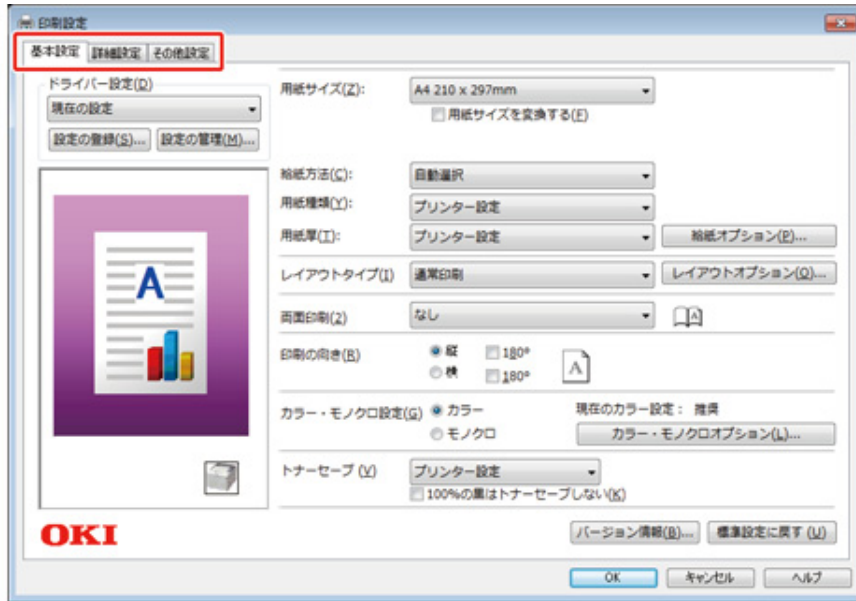 印刷設定
基本設定 詳細設定 その他設定
ドライバー設定(D)
現在の設定
設定の登録(S)... 設定の管理(M)...
用紙サイズ(Z): A4 210 x 297mm
用紙サイズを変換する(F)
給紙方法(C): 自動選択
用紙種類(Y): プリンター設定
用紙厚(T): プリンター設定 給紙オプション(P)...
レイアウトタイプ(I) 通常印刷 レイアウトオプション(O)...
両面印刷(2) なし A
印刷の向き(R) 縦 180° A
横 180°
カラー・モノクロ設定(G) カラー 現在のカラー設定: 推奨
モノクロ カラー・モノクロオプション(L)...
トナーセーブ (V) プリンター設定
100%の黒はトナーセーブしない(K)
A
OKI
バージョン情報(B)... 標準設定に戻す (U)
OK キャンセル ヘルプ